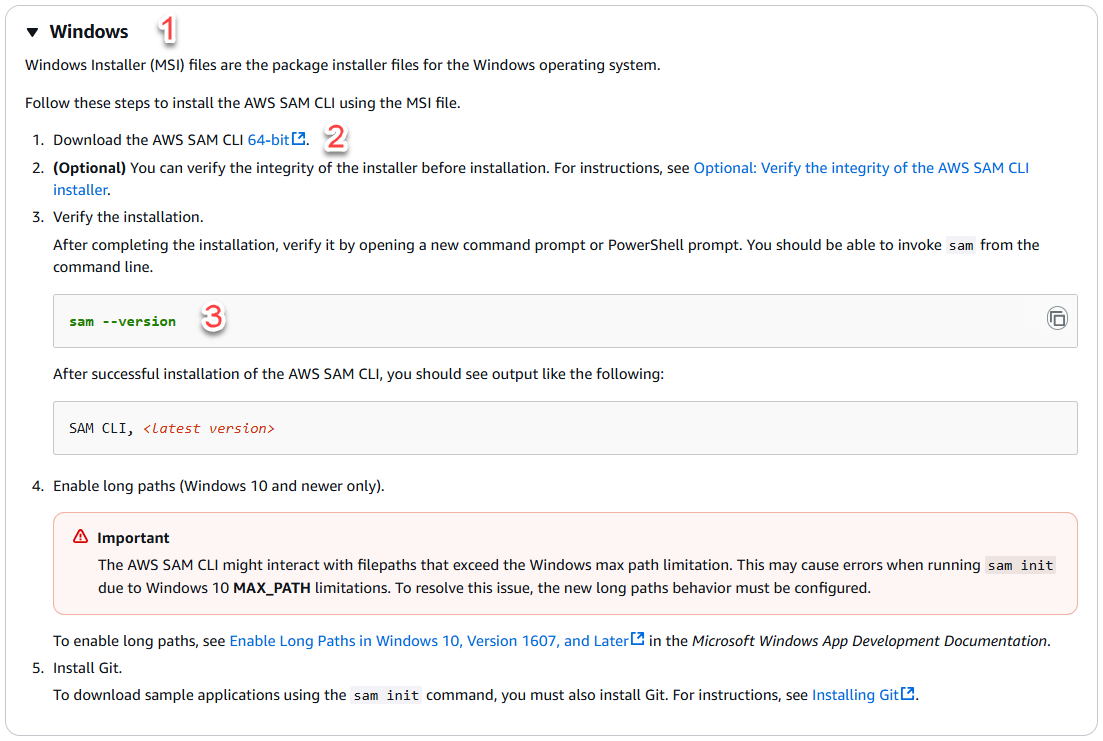 ▼ Windows 1
Windows Installer (MSI) files are the package installer files for the Windows operating system.
Follow these steps to install the AWS SAM CLI using the MSI file.
1. Download the AWS SAM CLI 64-bit. 2
2. (Optional) You can verify the integrity of the installer before installation. For instructions, see Optional: Verify the integrity of the AWS SAM CLI
installer.
3. Verify the installation.
After completing the installation, verify it by opening a new command prompt or PowerShell prompt. You should be able to invoke sam from the
command line.
sam --version 3
After successful installation of the AWS SAM CLI, you should see output like the following:
SAM CLI, <latest version>
4. Enable long paths (Windows 10 and newer only).
Important
The AWS SAM CLI might interact with filepaths that exceed the Windows max path limitation. This may cause errors when running sam init
due to Windows 10 MAX_PATH limitations. To resolve this issue, the new long paths behavior must be configured.
To enable long paths, see Enable Long Paths in Windows 10, Version 1607, and Later in the Microsoft Windows App Development Documentation.
5. Install Git.
To download sample applications using the sam init command, you must also install Git. For instructions, see Installing Git.